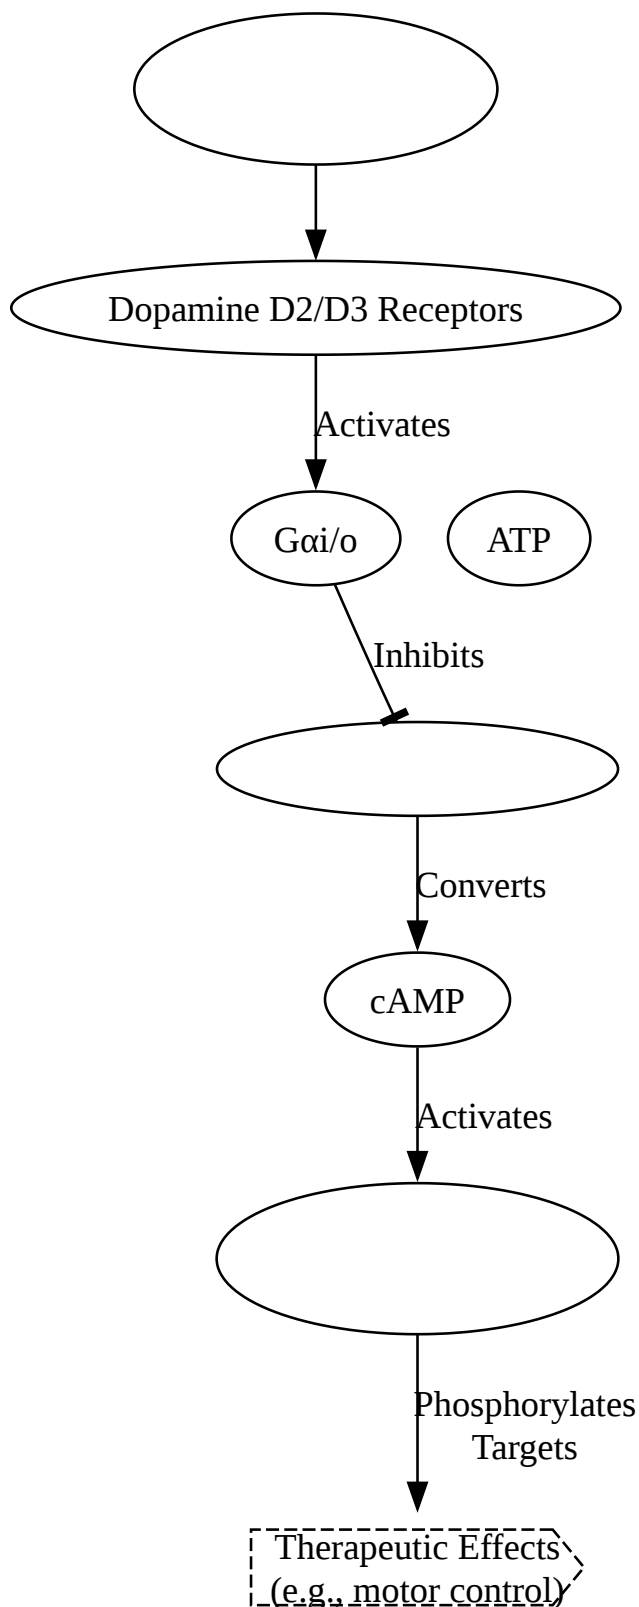 Dopamine D2/D3 Receptors
Activates
Gαi/o
ATP
Inhibits
Converts
cAMP
Activates
Phosphorylates
Targets
Therapeutic Effects
(e.g., motor control)